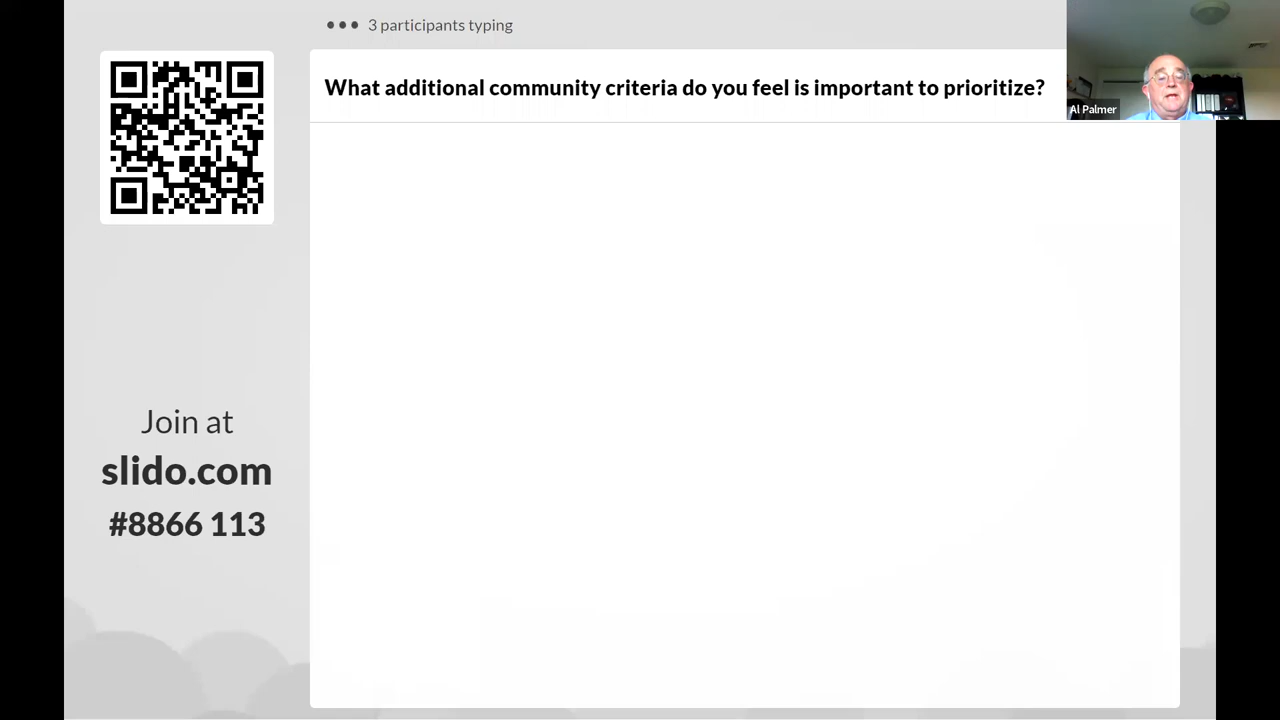 3 participants typing
What additional community criteria do you feel is important to prioritize?
Al Palmer
Join at
slido.com
#8866 113